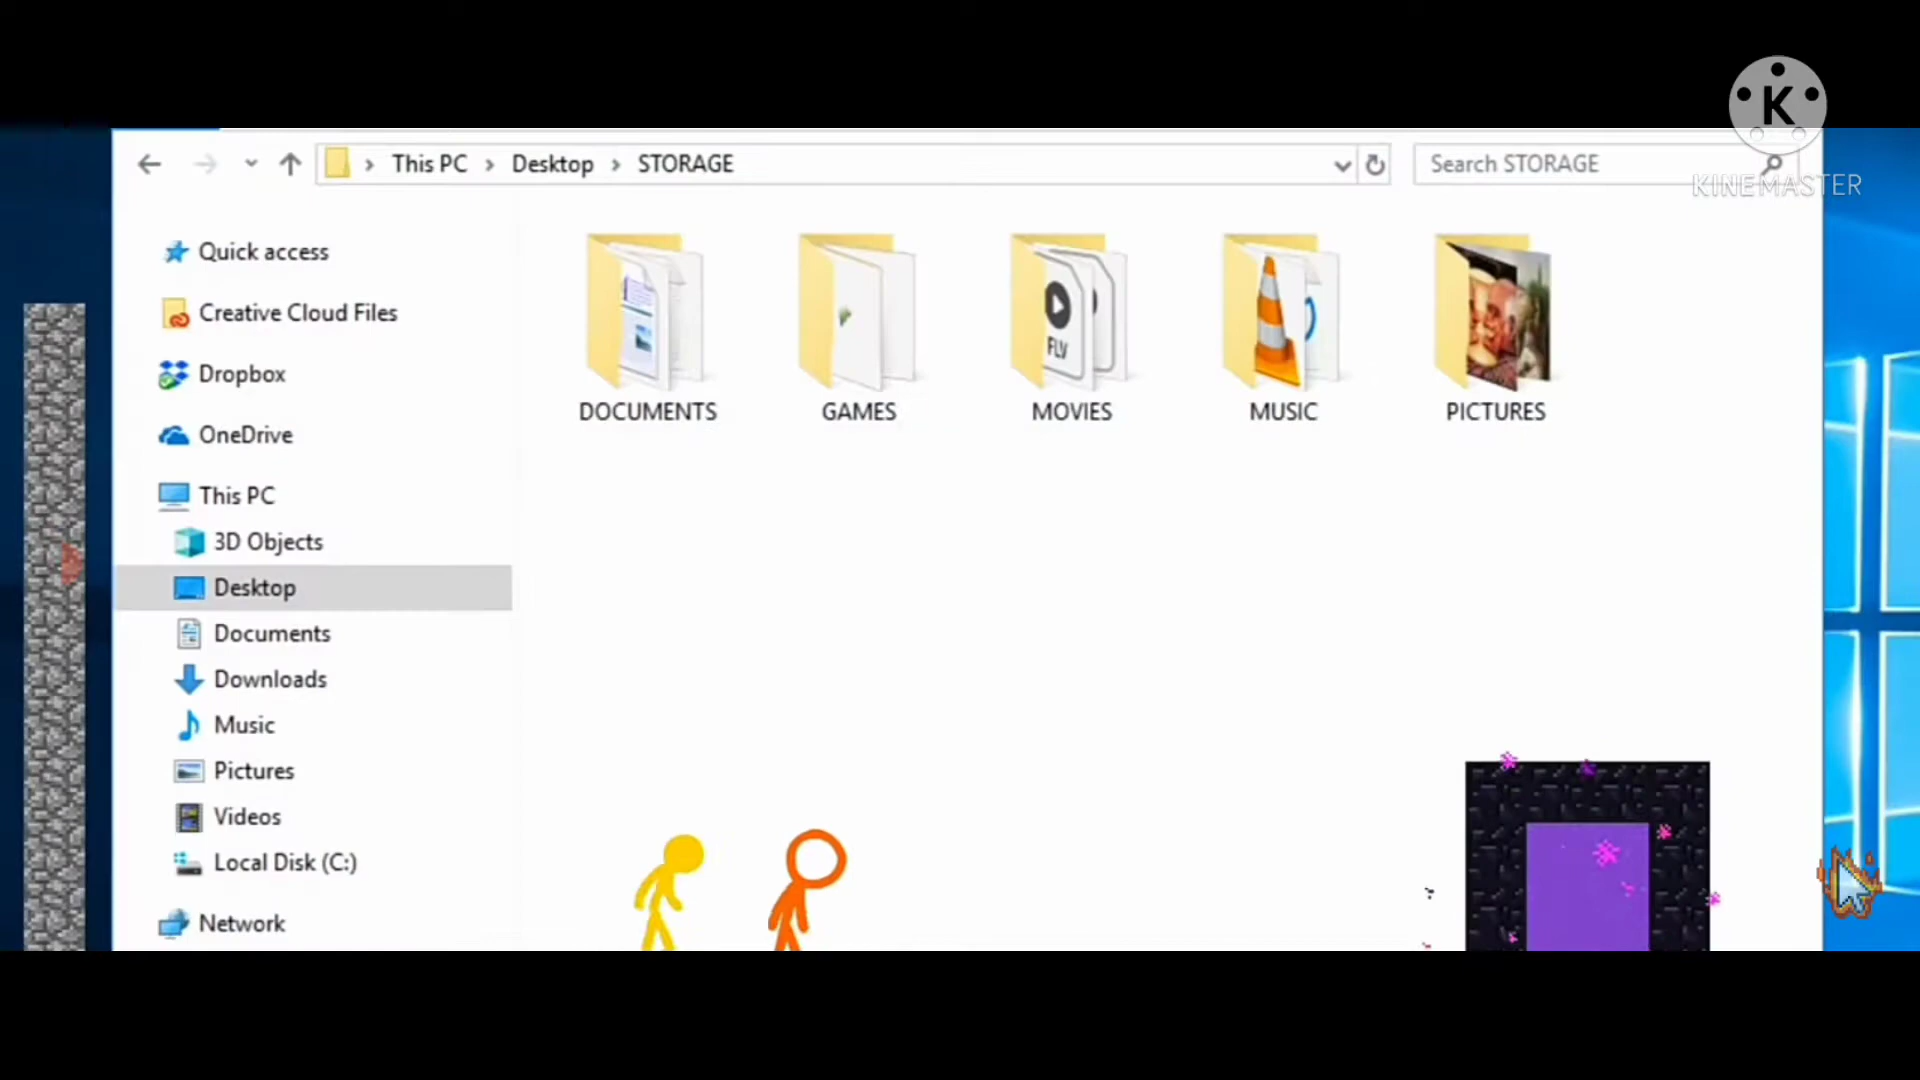 K
KINEMASTER
This PC > Desktop > STORAGE
Search STORAGE
Quick access
Creative Cloud Files
Dropbox
OneDrive
This PC
3D Objects
Desktop
Documents
Downloads
Music
Pictures
Videos
Local Disk (C:)
Network
FLV
DOCUMENTS
GAMES
MOVIES
MUSIC
PICTURES